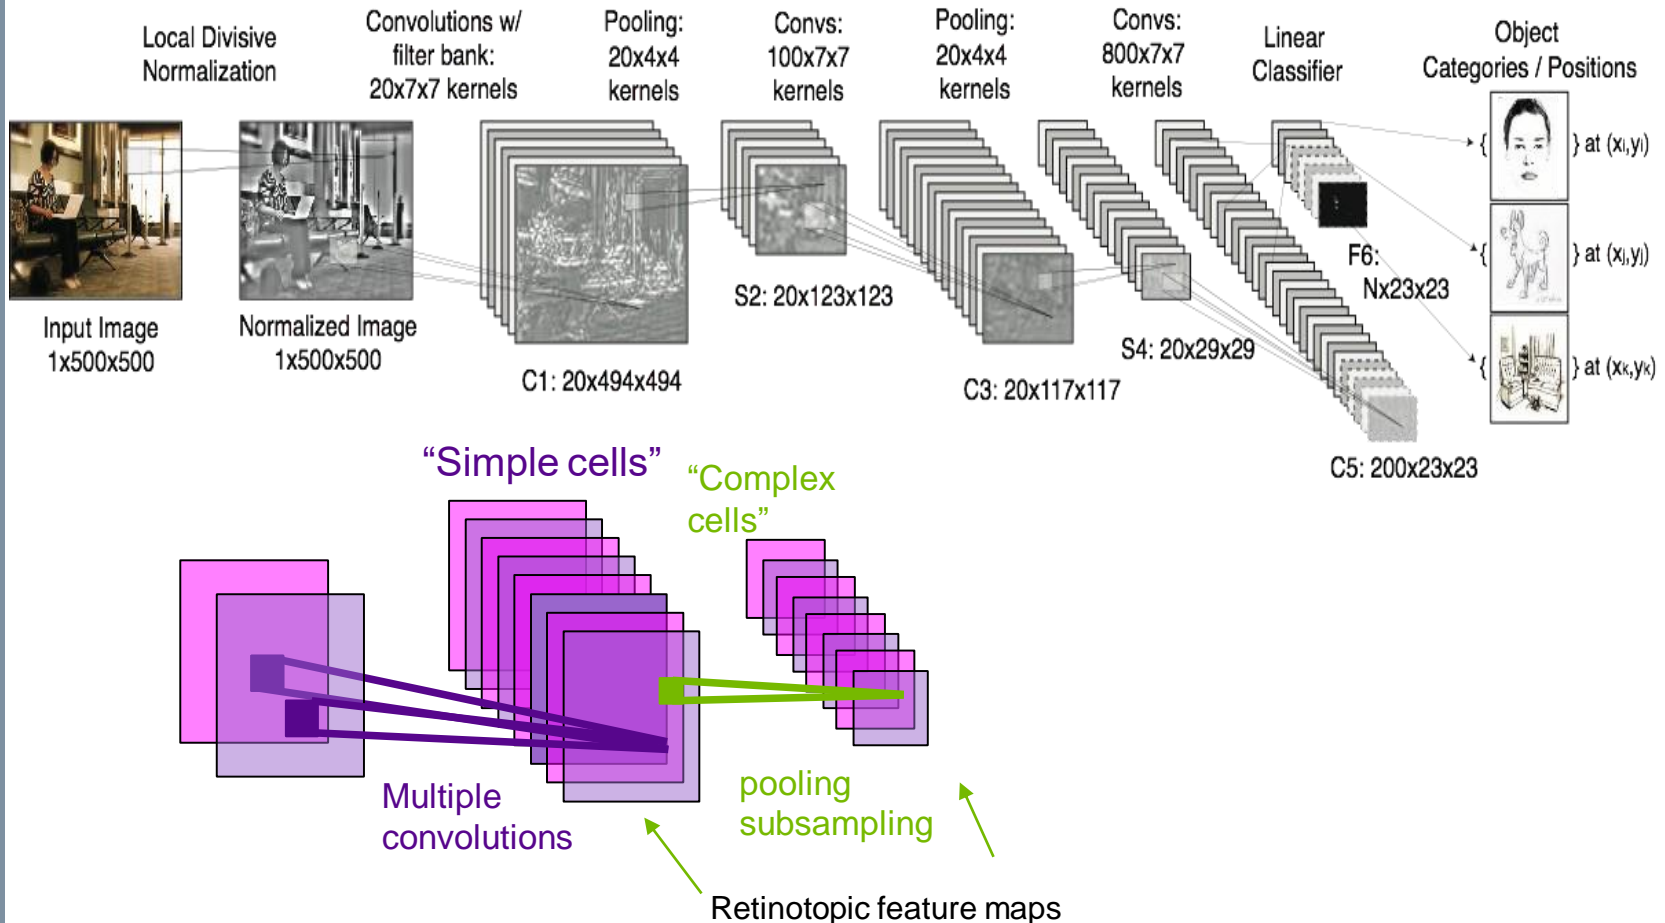 Local Divisive
Normalization
Convolutions w/
filter bank:
20x7x7 kernels
Pooling:
20x4x4
kernels
Convs:
100x7x7
kernels
Pooling:
20x4x4
kernels
Convs:
800x7x7
kernels
Linear
Classifier
Object
Categories / Positions
{ } at (xi,yi)
{ } at (xj,yj)
{ } at (xk,yk)
Input Image
1x500x500
Normalized Image
1x500x500
C1: 20x494x494
S2: 20x123x123
C3: 20x117x117
S4: 20x29x29
F6:
Nx23x23
C5: 200x23x23
“Simple cells”
“Complex
cells”
Multiple
convolutions
pooling
subsampling
Retinotopic feature maps